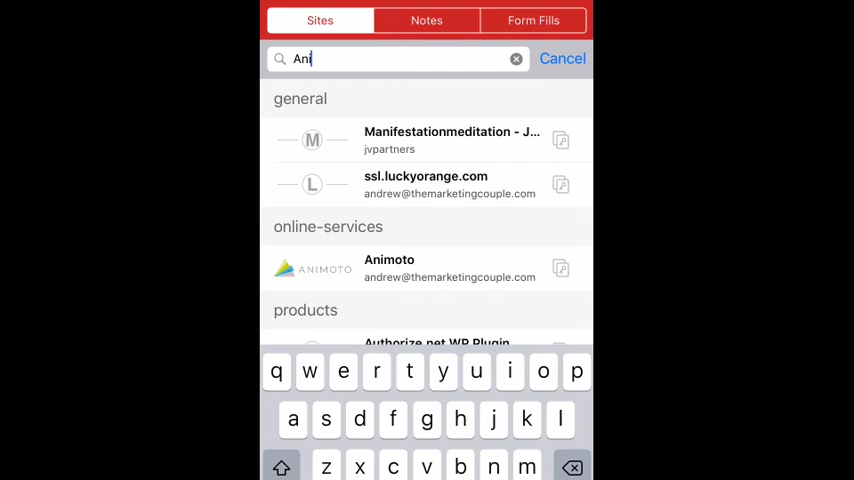 Sites Notes Form Fills
Ani Cancel
general
M Manifestationmeditation - J...
jvpartners
L ssl.luckyorange.com
andrew@themarketingcouple.com
online-services
ANIMOTO Animoto
andrew@themarketingcouple.com
products
Authorize.net WP Plugin
q w e r t y u i o p
a s d f g h j k l
z x c v b n m